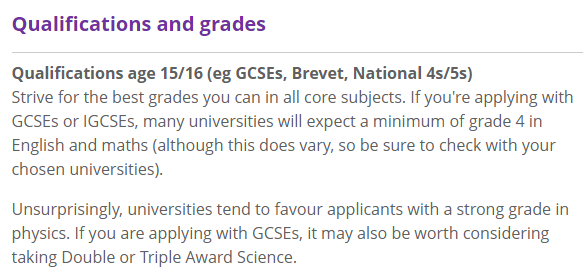 Qualifications and grades
Qualifications age 15/16 (eg GCSEs, Brevet, National 4s/5s)
Strive for the best grades you can in all core subjects. If you're applying with
GCSEs or IGCSEs, many universities will expect a minimum of grade 4 in
English and maths (although this does vary, so be sure to check with your
chosen universities).
Unsurprisingly, universities tend to favour applicants with a strong grade in
physics. If you are applying with GCSEs, it may also be worth considering
taking Double or Triple Award Science.